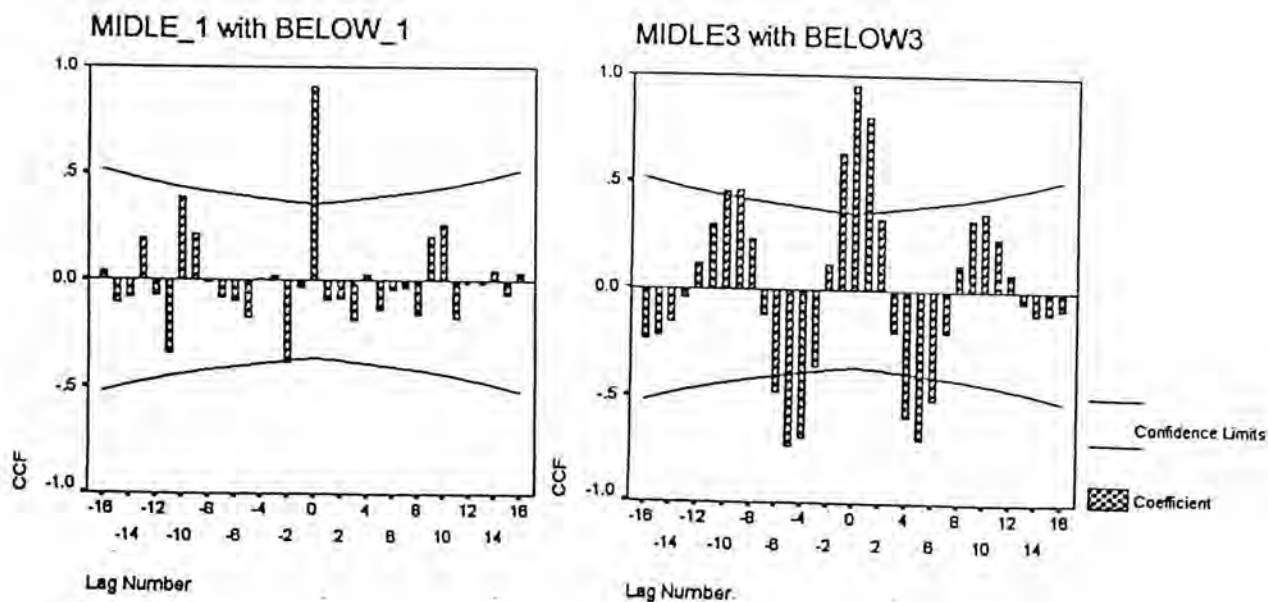 MIDLE_1 with BELOW_1
1.0
.5
0.0
-.5
-1.0
CCF
-16 -12 -8 -4 0 4 8 12 16
-14 -10 -6 -2 2 6 10 14
Lag Number
MIDLE3 with BELOW3
1.0
.5
0.0
-.5
-1.0
CCF
-16 -12 -8 -4 0 4 8 12 16
-14 -10 -6 -2 2 6 10 14
Lag Number
Confidence Limits
Coefficient